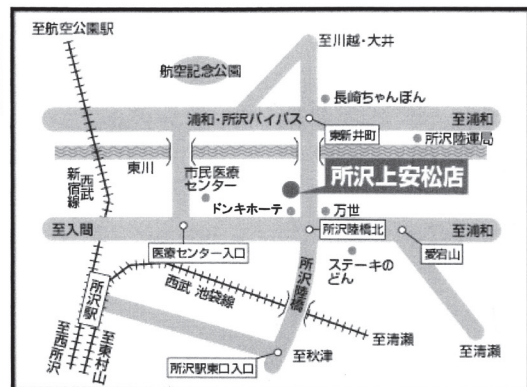 至航空公園駅
至川越・大井
航空記念公園
長崎ちゃんぽん
浦和・所沢バイパス
至浦和
東新井町
所沢陸運局
東川
市民医療
センター
所沢上安松店
西武
新宿線
ドンキホーテ
万世
至入間
所沢陸橋北
至浦和
医療センター入口
愛宕山
ステーキの
どん
所沢陸橋
西武 池袋線
所沢駅
至西所沢
至東村山
至清瀬
至清瀬
所沢駅東口入口
至秋津